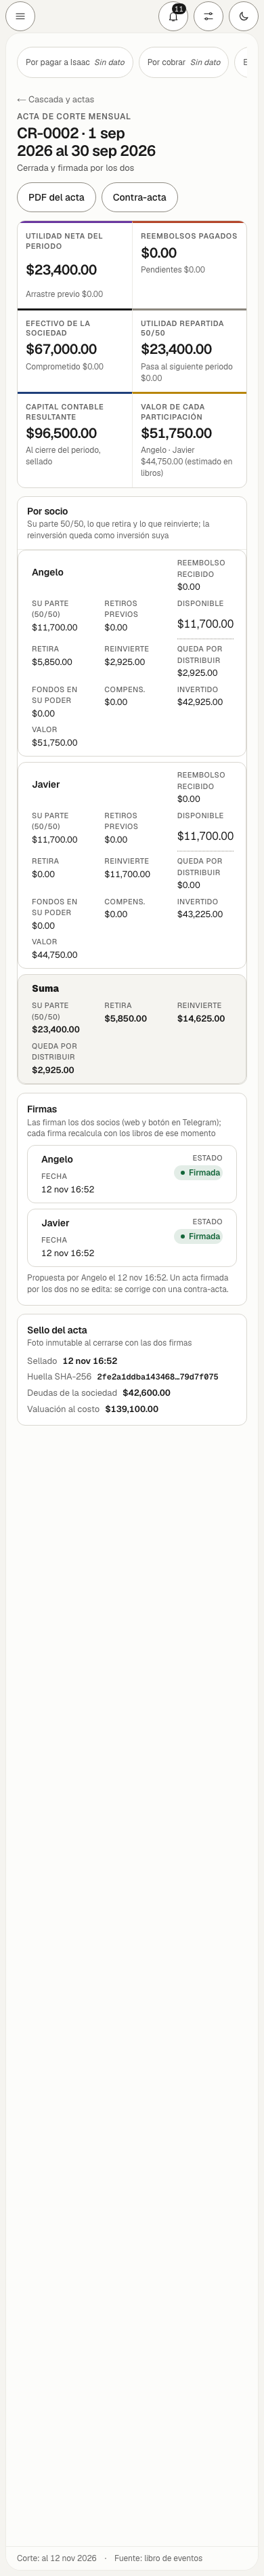 11
Por pagar a Isaac Sin dato
Por cobrar Sin dato
← Cascada y actas
ACTA DE CORTE MENSUAL
CR-0002 · 1 sep
2026 al 30 sep 2026
Cerrada y firmada por los dos
PDF del acta
Contra-acta
UTILIDAD NETA DEL
PERIODO
$23,400.00
Arrastre previo $0.00
REEMBOLSOS PAGADOS
$0.00
Pendientes $0.00
EFECTIVO DE LA
SOCIEDAD
$67,000.00
Comprometido $0.00
UTILIDAD REPARTIDA
50/50
$23,400.00
Pasa al siguiente periodo
$0.00
CAPITAL CONTABLE
RESULTANTE
$96,500.00
Al cierre del periodo,
sellado
VALOR DE CADA
PARTICIPACIÓN
$51,750.00
Angelo · Javier
$44,750.00 (estimado en
libros)
Por socio
Su parte 50/50, lo que retira y lo que reinvierte; la
reinversión queda como inversión suya
Angelo
REEMBOLSO
RECIBIDO
$0.00
SU PARTE
(50/50)
$11,700.00
RETIROS
PREVIOS
$0.00
DISPONIBLE
$11,700.00
RETIRA
$5,850.00
REINVIERTE
$2,925.00
QUEDA POR
DISTRIBUIR
$2,925.00
FONDOS EN
SU PODER
$0.00
COMPENS.
$0.00
INVERTIDO
$42,925.00
VALOR
$51,750.00
Javier
REEMBOLSO
RECIBIDO
$0.00
SU PARTE
(50/50)
$11,700.00
RETIROS
PREVIOS
$0.00
DISPONIBLE
$11,700.00
RETIRA
$0.00
REINVIERTE
$11,700.00
QUEDA POR
DISTRIBUIR
$0.00
FONDOS EN
SU PODER
$0.00
COMPENS.
$0.00
INVERTIDO
$43,225.00
VALOR
$44,750.00
Suma
SU PARTE
(50/50)
$23,400.00
RETIRA
$5,850.00
REINVIERTE
$14,625.00
QUEDA POR
DISTRIBUIR
$2,925.00
Firmas
Las firman los dos socios (web y botón en Telegram);
cada firma recalcula con los libros de ese momento
Angelo
ESTADO
Firmada
FECHA
12 nov 16:52
Javier
ESTADO
Firmada
FECHA
12 nov 16:52
Propuesta por Angelo el 12 nov 16:52. Un acta firmada
por los dos no se edita: se corrige con una contra-acta.
Sello del acta
Foto inmutable al cerrarse con las dos firmas
Sellado 12 nov 16:52
Huella SHA-256 2fe2a1ddba143468…79d7f075
Deudas de la sociedad $42,600.00
Valuación al costo $139,100.00
Corte: al 12 nov 2026 · Fuente: libro de eventos